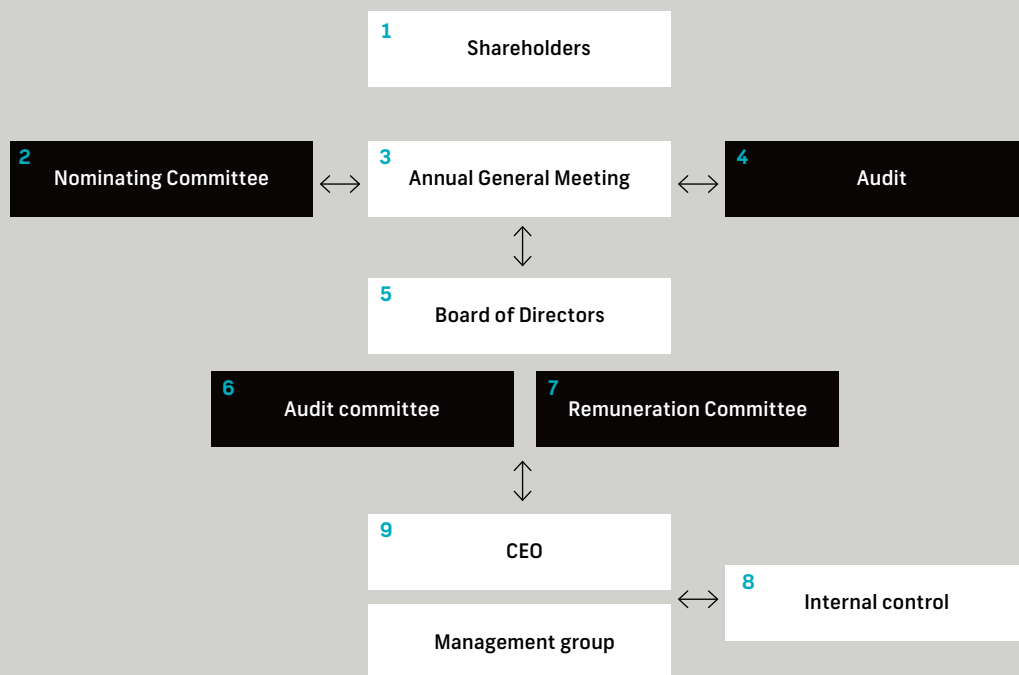 1
Shareholders
2
Nominating Committee
3
Annual General Meeting
4
Audit
5
Board of Directors
6
Audit committee
7
Remuneration Committee
9
CEO
8
Internal control
Management group